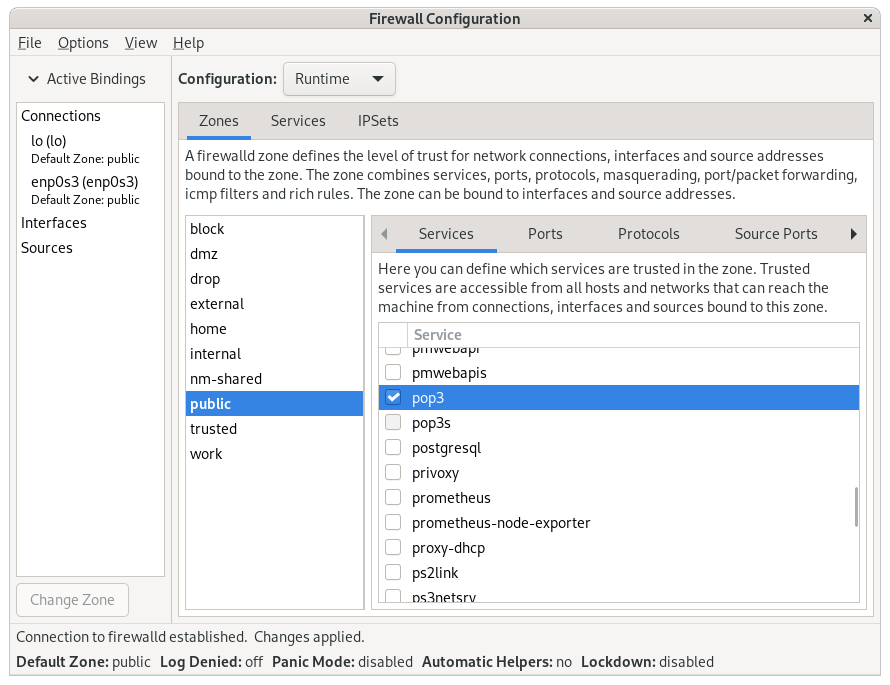 Firewall Configuration
File Options View Help
Active Bindings
Configuration: Runtime
Connections
lo (lo)
Default Zone: public
enp0s3 (enp0s3)
Default Zone: public
Interfaces
Sources
Change Zone
Zones Services IPSets
A firewalld zone defines the level of trust for network connections, interfaces and source addresses
bound to the zone. The zone combines services, ports, protocols, masquerading, port/packet forwarding,
icmp filters and rich rules. The zone can be bound to interfaces and source addresses.
block
dmz
drop
external
home
internal
nm-shared
public
trusted
work
Services Ports Protocols Source Ports
Here you can define which services are trusted in the zone. Trusted
services are accessible from all hosts and networks that can reach the
machine from connections, interfaces and sources bound to this zone.
Service
pmwebapi
pmwebapis
pop3
pop3s
postgresql
privoxy
prometheus
prometheus-node-exporter
proxy-dhcp
ps2link
ps3netsrv
Connection to firewalld established. Changes applied.
Default Zone: public Log Denied: off Panic Mode: disabled Automatic Helpers: no Lockdown: disabled